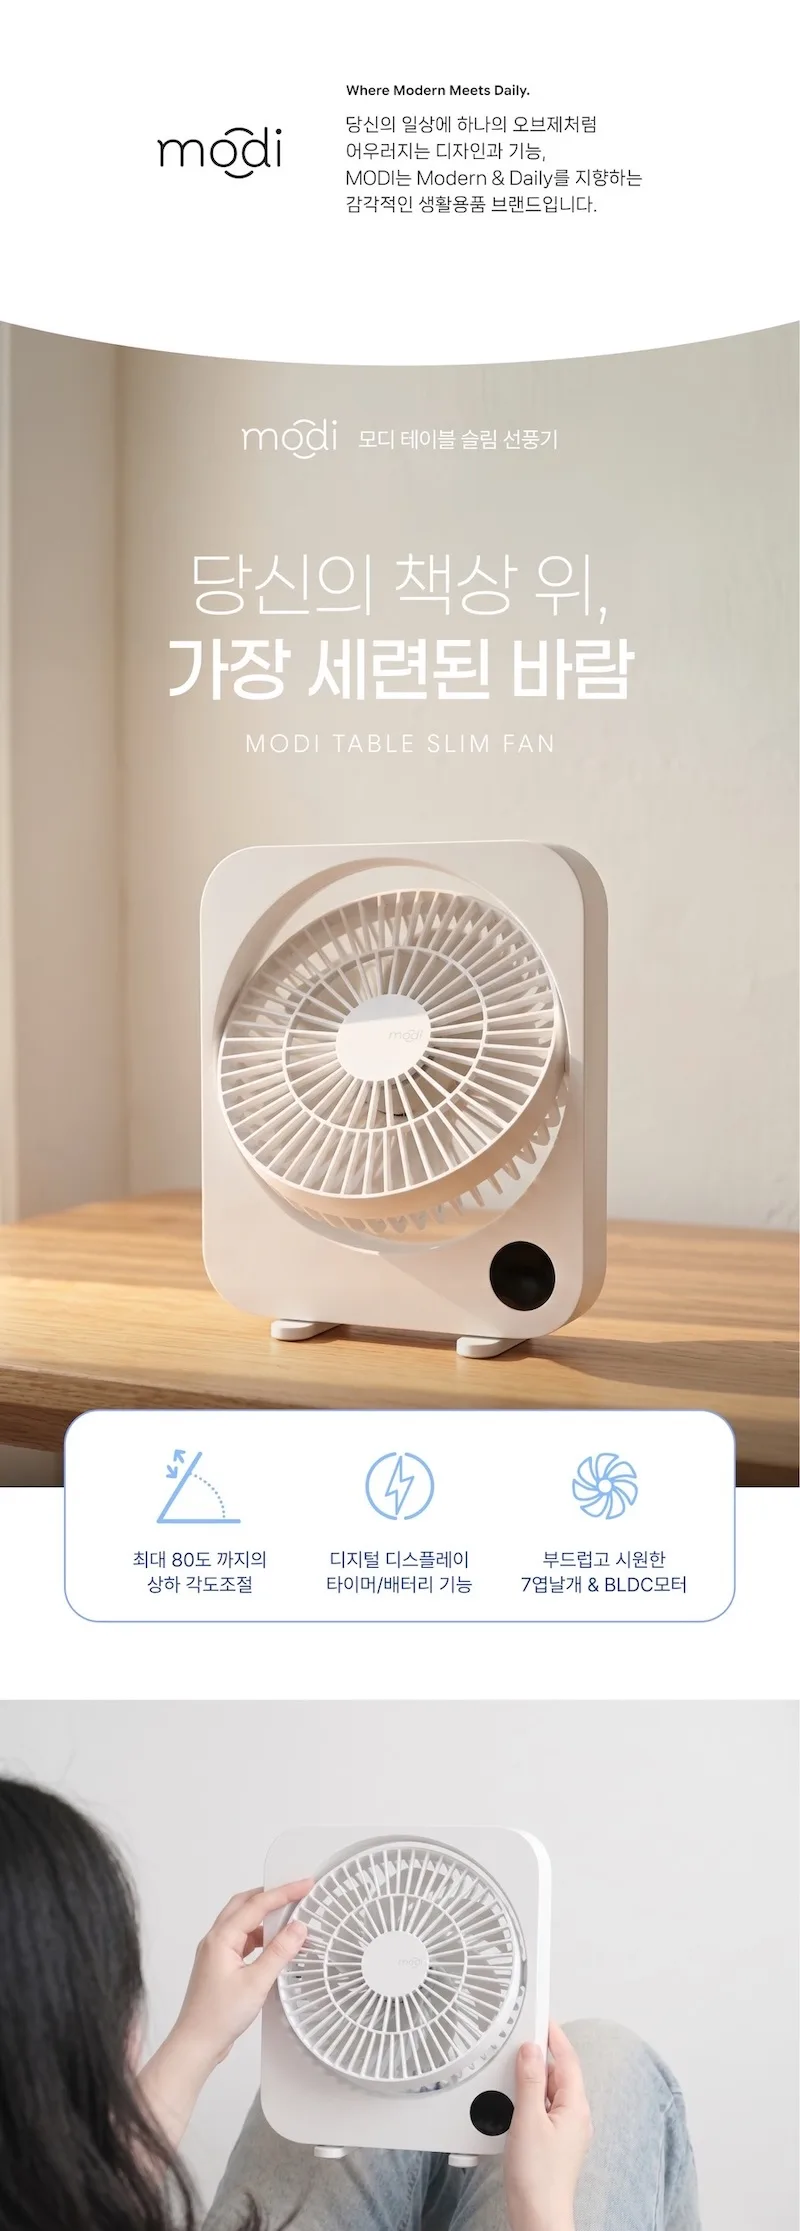 modi
Where Modern Meets Daily.
당신의 일상에 하나의 오브제처럼
어우러지는 디자인과 기능,
MODI는 Modern & Daily를 지향하는
감각적인 생활용품 브랜드입니다.
modi 모디 테이블 슬림 선풍기
당신의 책상 위,
가장 세련된 바람
MODI TABLE SLIM FAN
modi
최대 80도 까지의
상하 각도조절
디지털 디스플레이
타이머/배터리 기능
부드럽고 시원한
7엽날개 & BLDC모터
modi